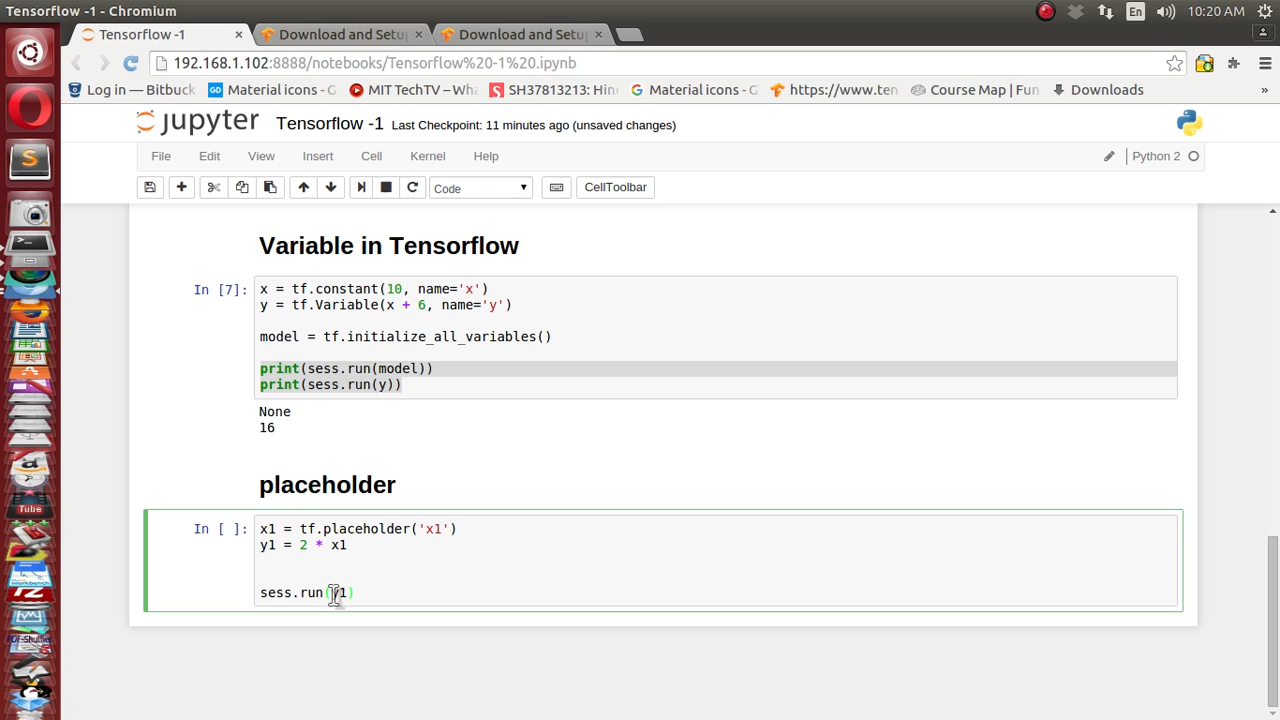 Tensorflow -1 - Chromium
En
10:20 AM
Tensorflow -1
Download and Setu
Download and Setu
192.168.1.102:8888/notebooks/Tensorflow%20-1%20.ipynb
Log in — Bitbuck
Material icons - G
MIT TechTV – Wha
SH37813213: Hin
Material icons - G
https://www.ten
Course Map | Fun
Downloads
»
jupyter
Tensorflow -1
Last Checkpoint: 11 minutes ago (unsaved changes)
File
Edit
View
Insert
Cell
Kernel
Help
Python 2
Code
CellToolbar
Variable in Tensorflow
In [7]:
x = tf.constant(10, name='x')
y = tf.Variable(x + 6, name='y')
model = tf.initialize_all_variables()
print(sess.run(model))
print(sess.run(y))
None
16
placeholder
In [ ]:
x1 = tf.placeholder('x1')
y1 = 2 * x1
sess.run(y1)